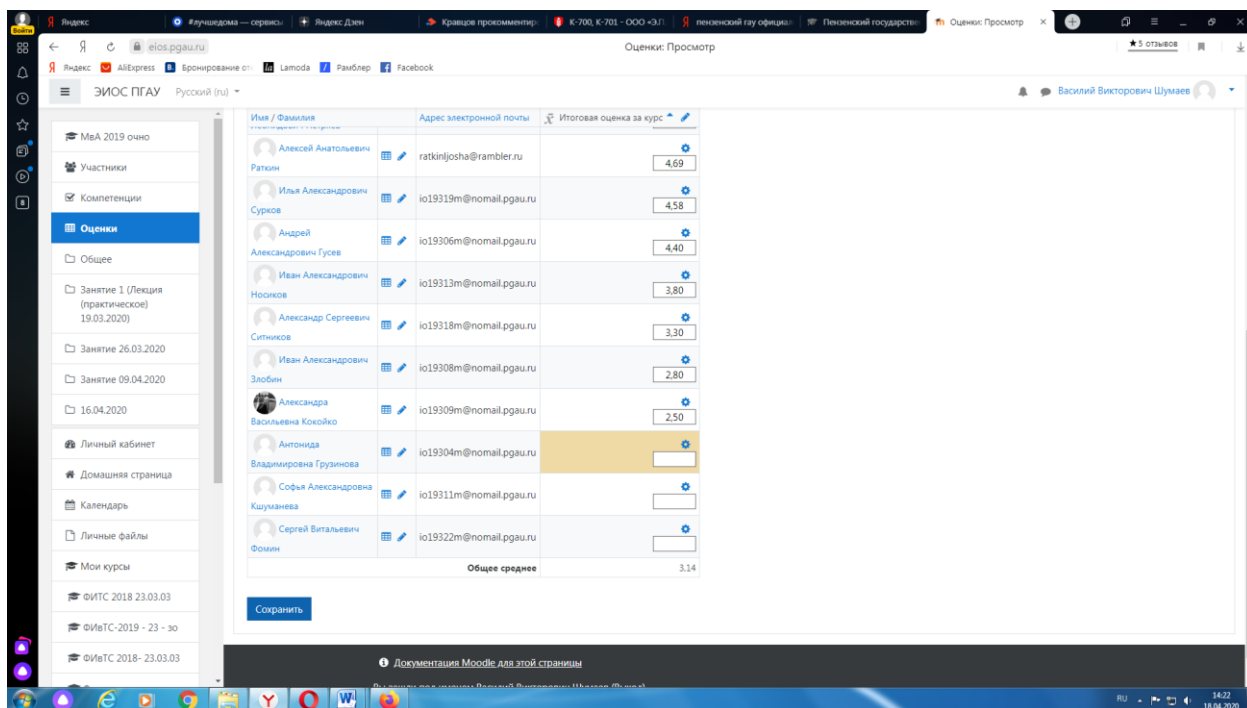 Войти
Яндекс
#лучшедома — сервисы
Яндекс Дзен
Кравцов прокомментир
К-700, К-701 - ООО «ЭЛ
пензенский гау официал
Пензенский государстве
Оценки: Просмотр
eios.pgau.ru
Оценки: Просмотр
★ 5 отзывов
Яндекс
AliExpress
Бронирование от
Lamoda
Рамблер
Facebook
ЭИОС ПГАУ Русский (ru)
Василий Викторович Шумаев
МвА 2019 очно
Участники
Компетенции
Оценки
Общее
Занятие 1 (Лекция
(практическое)
19.03.2020)
Занятие 26.03.2020
Занятие 09.04.2020
16.04.2020
Личный кабинет
Домашняя страница
Календарь
Личные файлы
Мои курсы
ФИТС 2018 23.03.03
ФИвТС-2019 - 23 - зо
ФИвТС 2018- 23.03.03
Имя / Фамилия Адрес электронной почты Итоговая оценка за курс
Алексей Анатольевич
Раткин ratkinljosha@rambler.ru 4,69
Илья Александрович
Сурков io19319m@nomail.pgau.ru 4,58
Андрей
Александрович Гусев io19306m@nomail.pgau.ru 4,40
Иван Александрович
Носиков io19313m@nomail.pgau.ru 3,80
Александр Сергеевич
Ситников io19318m@nomail.pgau.ru 3,30
Иван Александрович
Злобин io19308m@nomail.pgau.ru 2,80
Александра
Васильевна Кокойко io19309m@nomail.pgau.ru 2,50
Антонида
Владимировна Грузинова io19304m@nomail.pgau.ru
Софья Александровна
Кшуманева io19311m@nomail.pgau.ru
Сергей Витальевич
Фомин io19322m@nomail.pgau.ru
Общее среднее 3.14
Сохранить
Документация Moodle для этой страницы
RU
14:22
18.04.2020